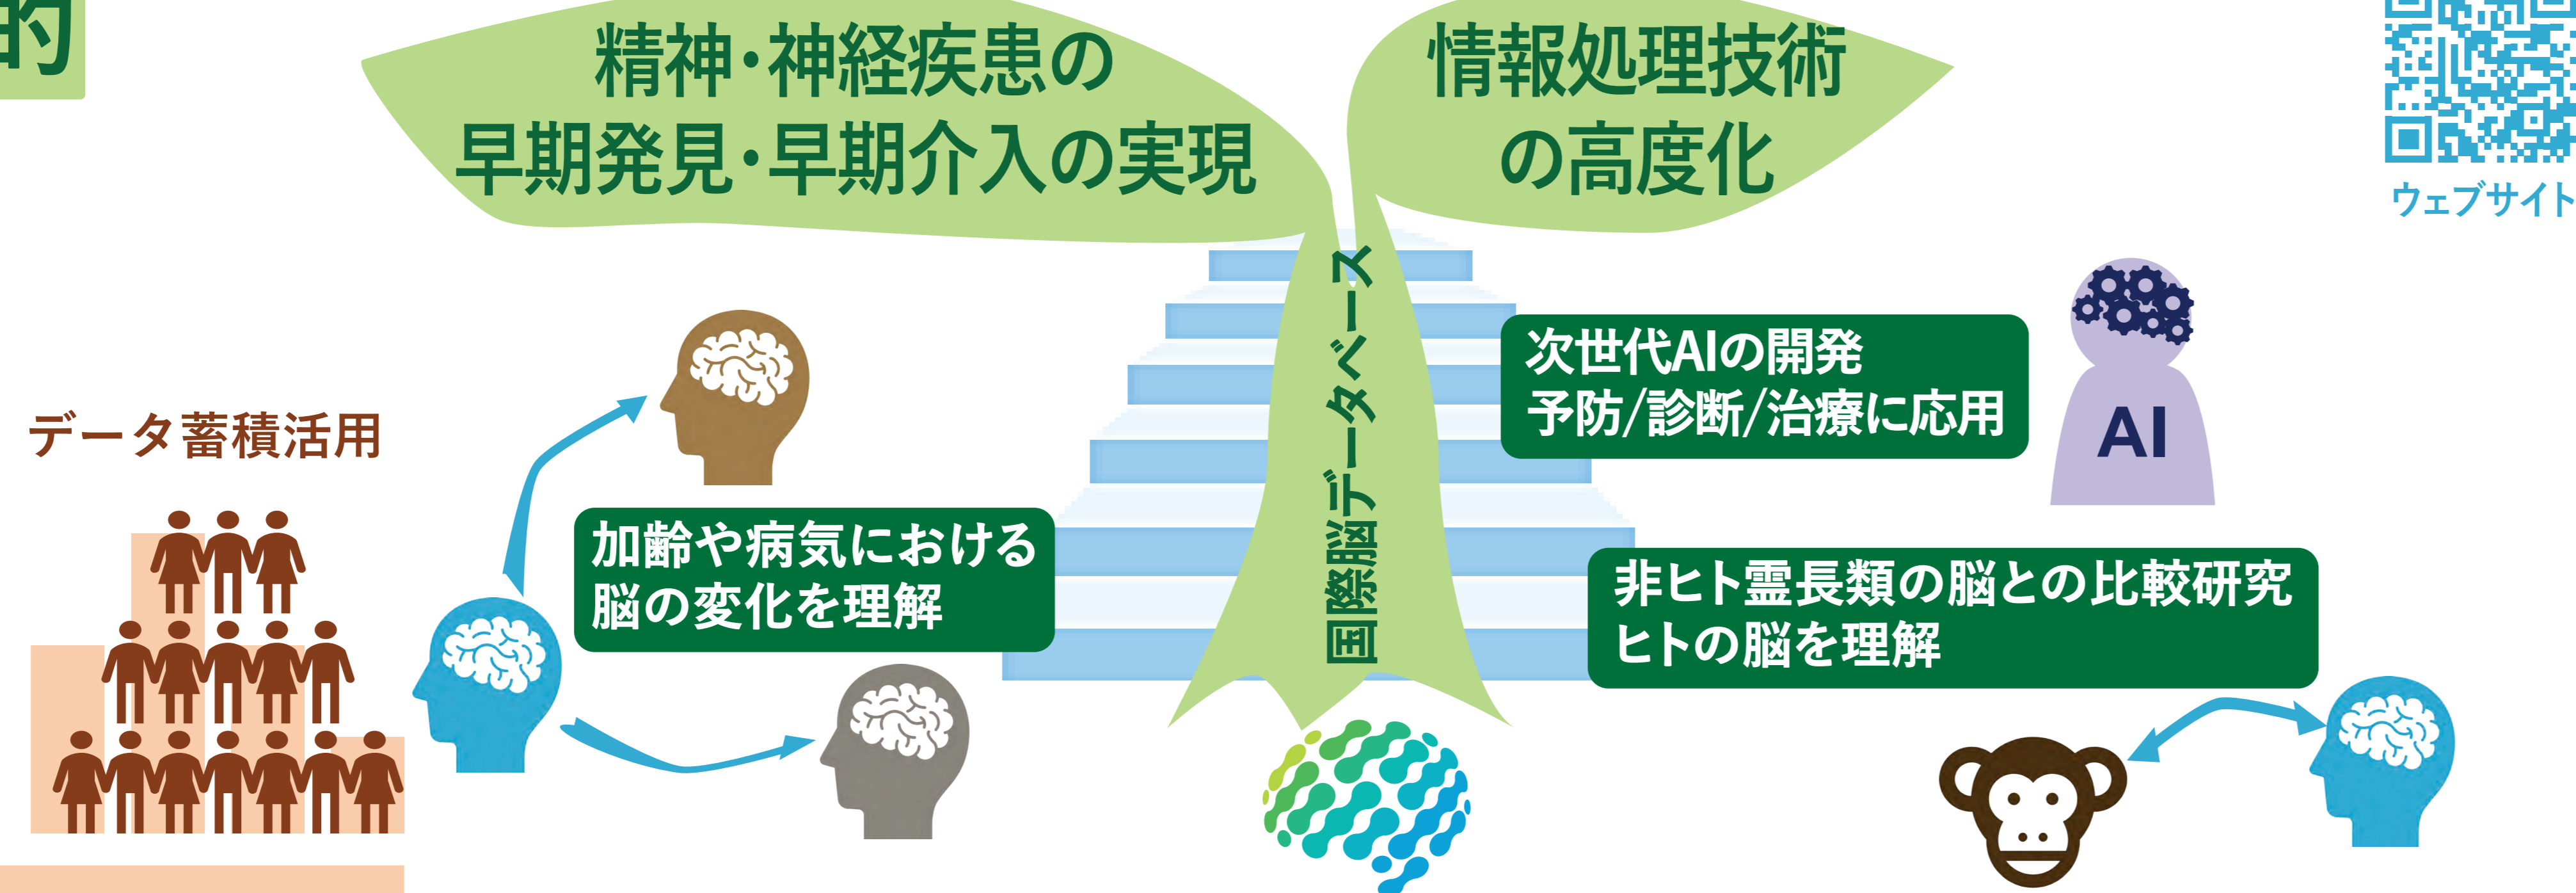 的
精神・神経疾患の
早期発見・早期介入の実現
情報処理技術
の高度化
ウェブサイト
国際脳データベース
次世代AIの開発
予防/診断/治療に応用
AI
データ蓄積活用
加齢や病気における
脳の変化を理解
非ヒト霊長類の脳との比較研究
ヒトの脳を理解